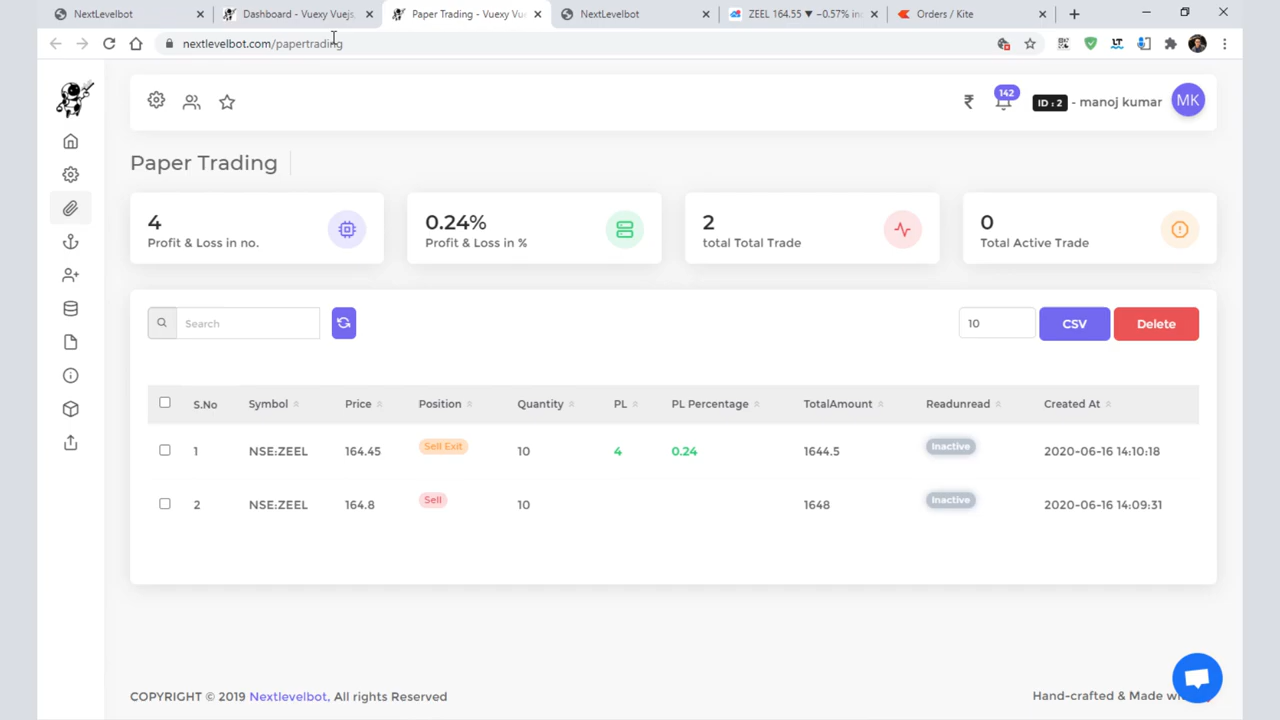 NextLevelbot
Dashboard - Vuexy Vuejs,
Paper Trading - Vuexy Vu
NextLevelbot
ZEEL 164.55 ▼ −0.57%
Orders / Kite
nextlevelbot.com/papertrading
₹
142
ID : 2 - manoj kumar
MK
Paper Trading
4
Profit & Loss in no.
0.24%
Profit & Loss in %
2
total Total Trade
0
Total Active Trade
Search
10
CSV
Delete
S.No Symbol Price Position Quantity PL PL Percentage TotalAmount Readunread Created At
1 NSE:ZEEL 164.45 Sell Exit 10 4 0.24 1644.5 Inactive 2020-06-16 14:10:18
2 NSE:ZEEL 164.8 Sell 10 1648 Inactive 2020-06-16 14:09:31
COPYRIGHT © 2019 Nextlevelbot, All rights Reserved
Hand-crafted & Made